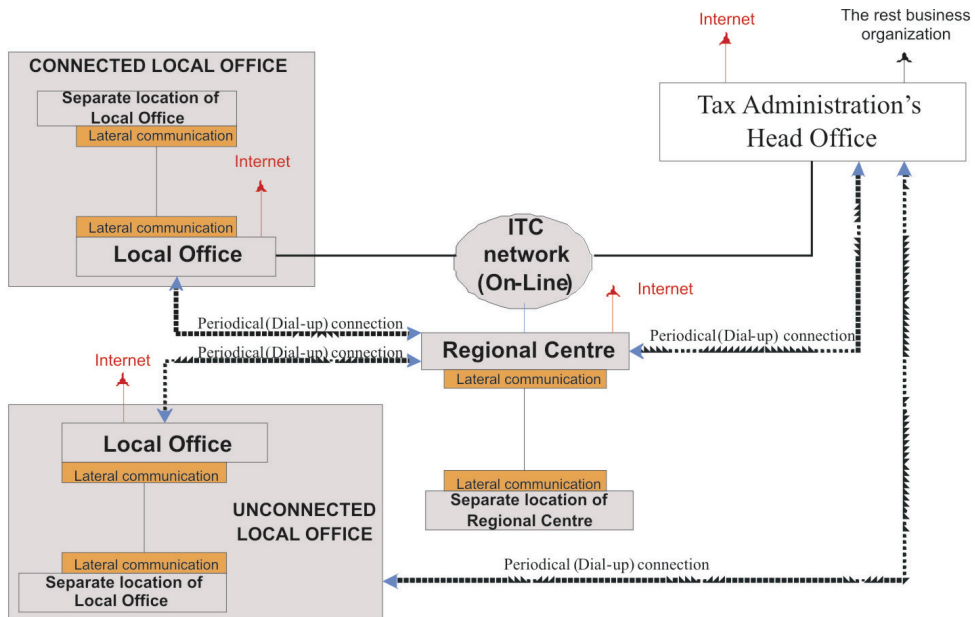 Internet
The rest business
organization
CONNECTED LOCAL OFFICE
Separate location of
Local Office
Lateral communication
Tax Administration's
Head Office
Internet
Lateral communication
Local Office
ITC
network
(On-Line)
Internet
Periodical (Dial-up) connection
Regional Centre
Periodical (Dial-up) connection
Periodical (Dial-up) connection
Internet
Lateral communication
Local Office
Lateral communication
Lateral communication
Separate location of
Regional Centre
UNCONNECTED
LOCAL OFFICE
Lateral communication
Separate location of
Local Office
Periodical (Dial-up) connection